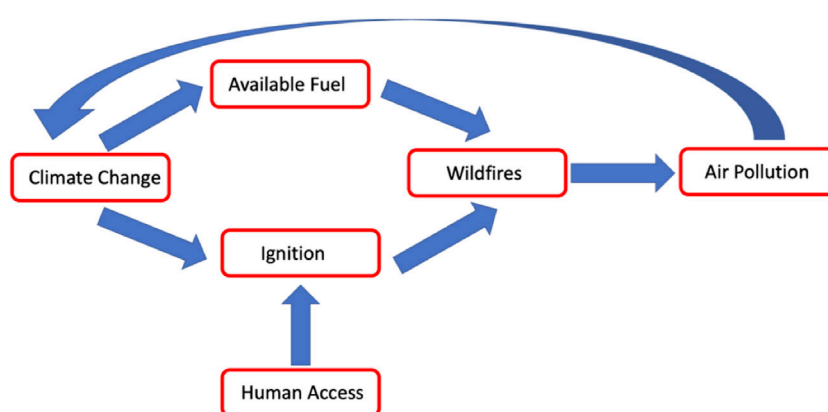 Available Fuel
Climate Change
Wildfires
Air Pollution
Ignition
Human Access